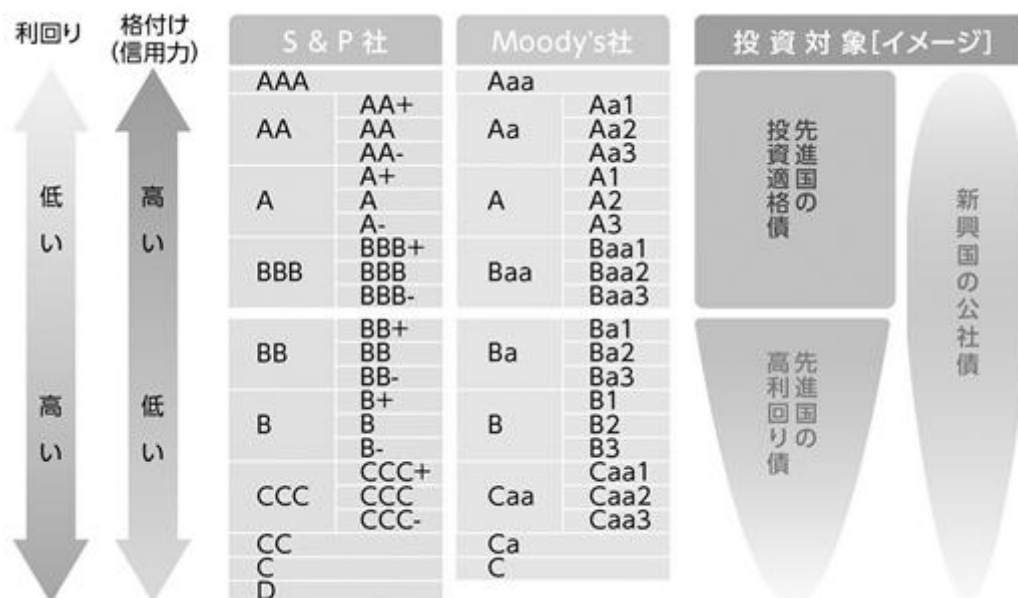 利回り
格付け
(信用力)
S & P 社
Moody's社
投資対象[イメージ]
低い
高い
高い
低い
AAA
AA
AA+
AA
AA-
A
A+
A
A-
BBB
BBB+
BBB
BBB-
BB
BB+
BB
BB-
B
B+
B
B-
CCC
CCC+
CCC
CCC-
CC
C
D
Aaa
Aa
Aa1
Aa2
Aa3
A
A1
A2
A3
Baa
Baa1
Baa2
Baa3
Ba
Ba1
Ba2
Ba3
B
B1
B2
B3
Caa
Caa1
Caa2
Caa3
Ca
C
先進国の
投資適格債
先進国の
高利回り債
新興国の公社債